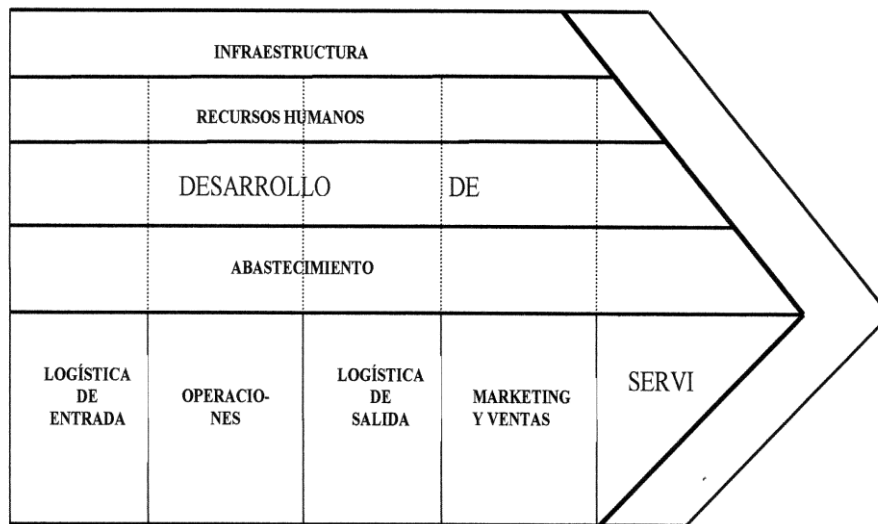 INFRAESTRUCTURA
RECURSOS HUMANOS
DESARROLLO DE
ABASTECIMIENTO
LOGÍSTICA
DE
ENTRADA
OPERACIO-
NES
LOGÍSTICA
DE
SALIDA
MARKETING
Y VENTAS
SERVI